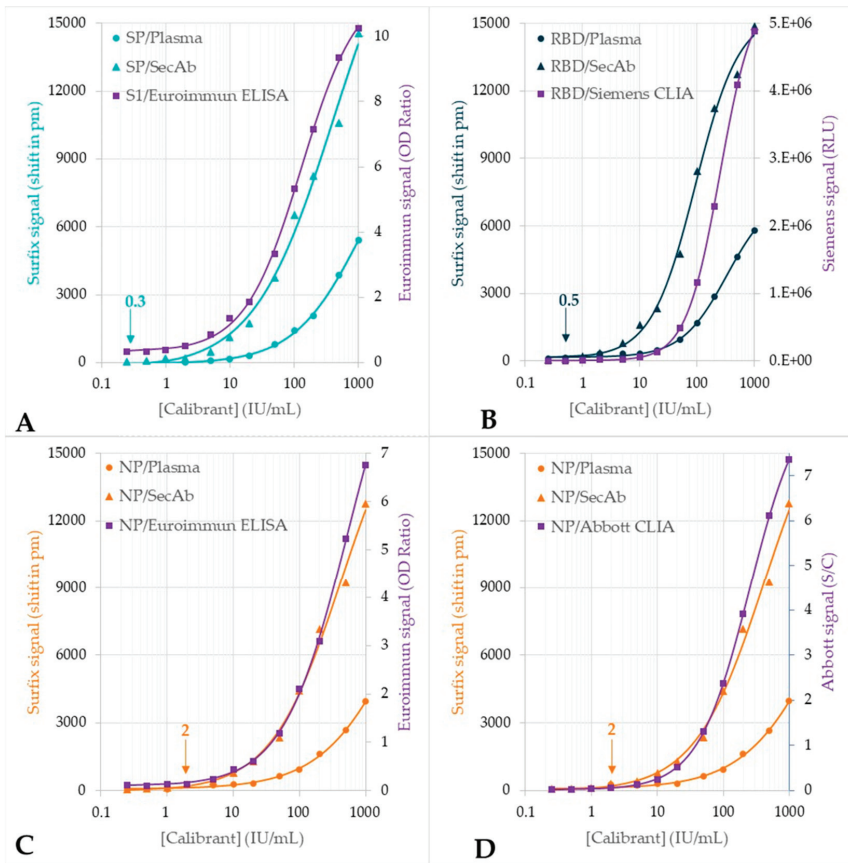 15000
12000
9000
6000
3000
0
Surfix signal (shift in pm)
SP/Plasma
SP/SecAb
S1/Euroimmun ELISA
0.3
10
8
6
4
2
0
Euroimmun signal (OD Ratio)
0.1 1 10 100 1000
[Calibrant] (IU/mL)
A
15000
12000
9000
6000
3000
0
Surfix signal (shift in pm)
RBD/Plasma
RBD/SecAb
RBD/Siemens CLIA
0.5
5.E+06
4.E+06
3.E+06
2.E+06
1.E+06
0.E+00
Siemens signal (RLU)
0.1 1 10 100 1000
[Calibrant] (IU/mL)
B
15000
12000
9000
6000
3000
0
Surfix signal (shift in pm)
NP/Plasma
NP/SecAb
NP/Euroimmun ELISA
2
7
6
5
4
3
2
1
0
Euroimmun signal (OD Ratio)
0.1 1 10 100 1000
[Calibrant] (IU/mL)
C
15000
12000
9000
6000
3000
0
Surfix signal (shift in pm)
NP/Plasma
NP/SecAb
NP/Abbott CLIA
2
7
6
5
4
3
2
1
0
Abbott signal (S/C)
0.1 1 10 100 1000
[Calibrant] (IU/mL)
D